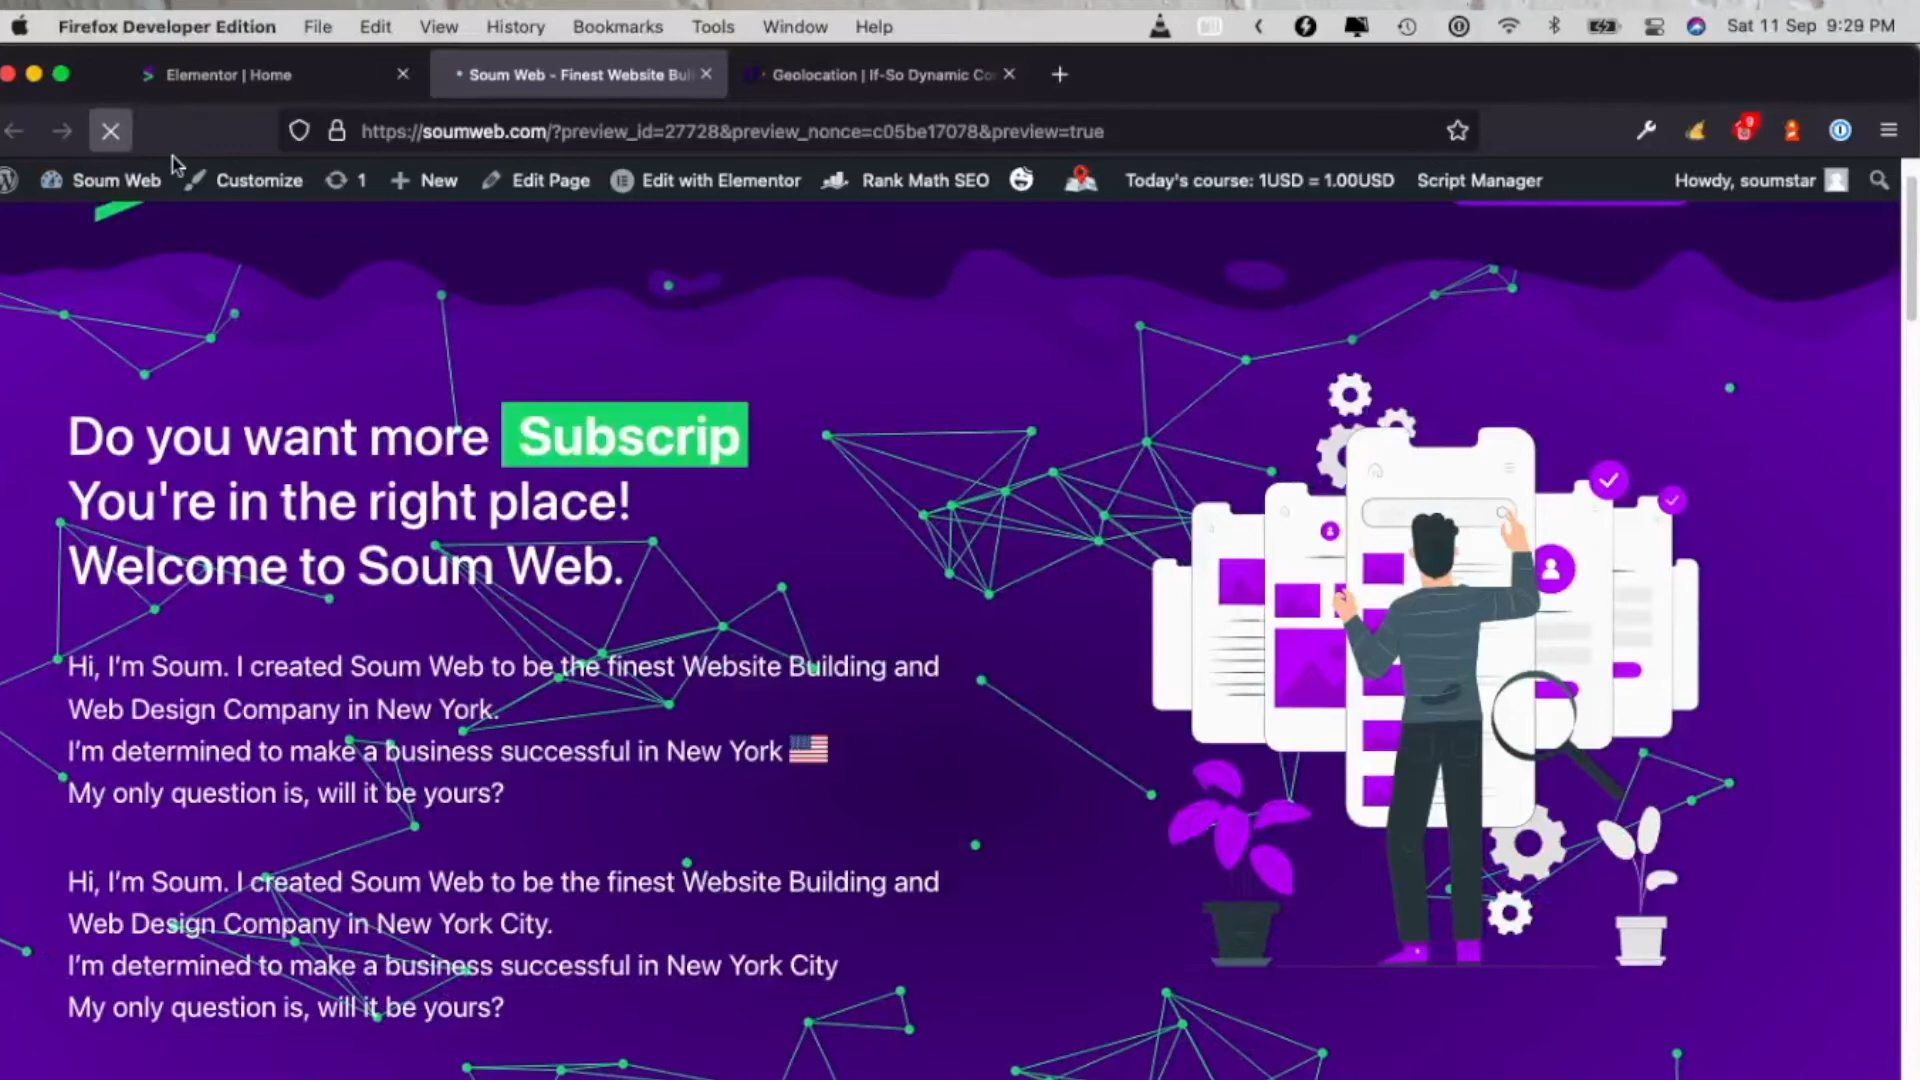 Firefox Developer Edition File Edit View History Bookmarks Tools Window Help Sat 11 Sep 9:29 PM
Elementor | Home Soum Web - Finest Website Bui Geolocation | If-So Dynamic Co
https://soumweb.com/?preview_id=27728&preview_nonce=c05be17078&preview=true 9
Soum Web Customize 1 New Edit Page Edit with Elementor Rank Math SEO Today's course: 1USD = 1.00USD Script Manager Howdy, soumstar
Do you want more Subscrip
You're in the right place!
Welcome to Soum Web.
Hi, I'm Soum. I created Soum Web to be the finest Website Building and
Web Design Company in New York.
I'm determined to make a business successful in New York 🇺🇸
My only question is, will it be yours?
Hi, I'm Soum. I created Soum Web to be the finest Website Building and
Web Design Company in New York City.
I'm determined to make a business successful in New York City
My only question is, will it be yours?